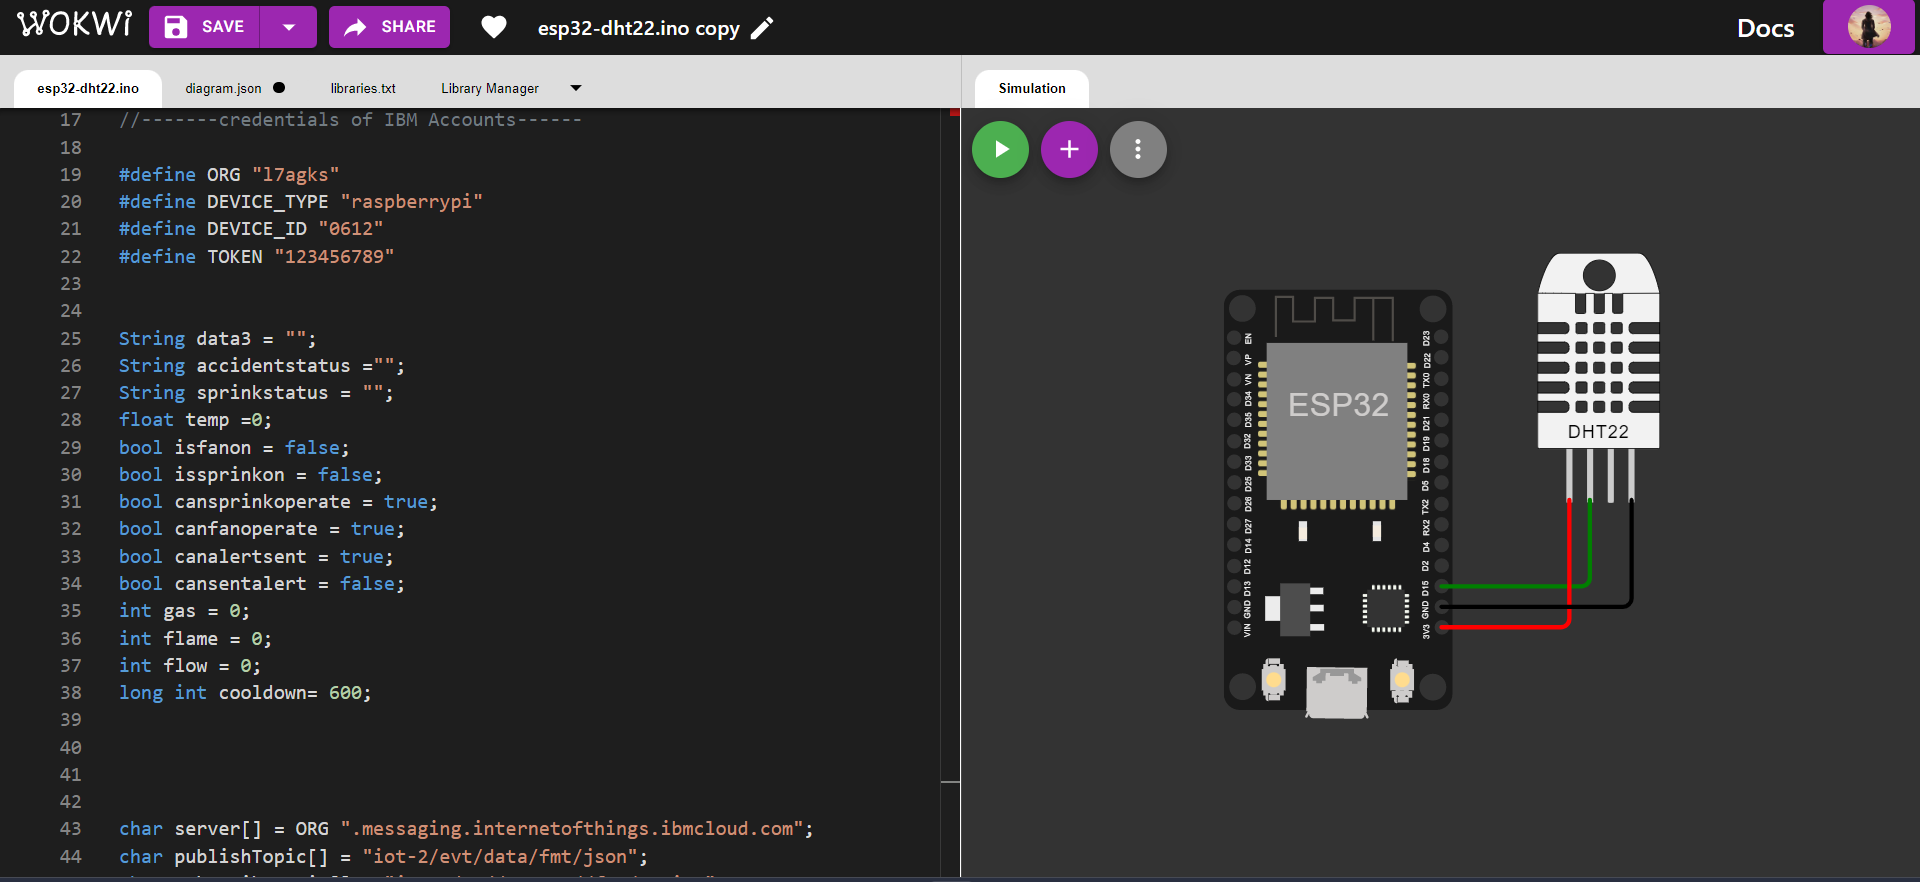 WOKWi SAVE SHARE esp32-dht22.ino copy Docs
esp32-dht22.ino diagram.json libraries.txt Library Manager Simulation
17 //-------credentials of IBM Accounts------
18
19 #define ORG "l7agks"
20 #define DEVICE_TYPE "raspberrypi"
21 #define DEVICE_ID "0612"
22 #define TOKEN "123456789"
23
24
25 String data3 = "";
26 String accidentstatus ="";
27 String sprinkstatus = "";
28 float temp =0;
29 bool isfanon = false;
30 bool issprinkon = false;
31 bool cansprinkoperate = true;
32 bool canfanoperate = true;
33 bool canalertsent = true;
34 bool cansentalert = false;
35 int gas = 0;
36 int flame = 0;
37 int flow = 0;
38 long int cooldown= 600;
39
40
41
42
43 char server[] = ORG ".messaging.internetofthings.ibmcloud.com";
44 char publishTopic[] = "iot-2/evt/data/fmt/json";
ESP32
EN
VP
VN
D34
D35
D32
D33
D25
D26
D27
D14
D12
D13
GND
VIN
D23
D22
TX0
RX0
D21
D19
D18
D5
TX2
RX2
D4
D2
D15
GND
3V3
DHT22